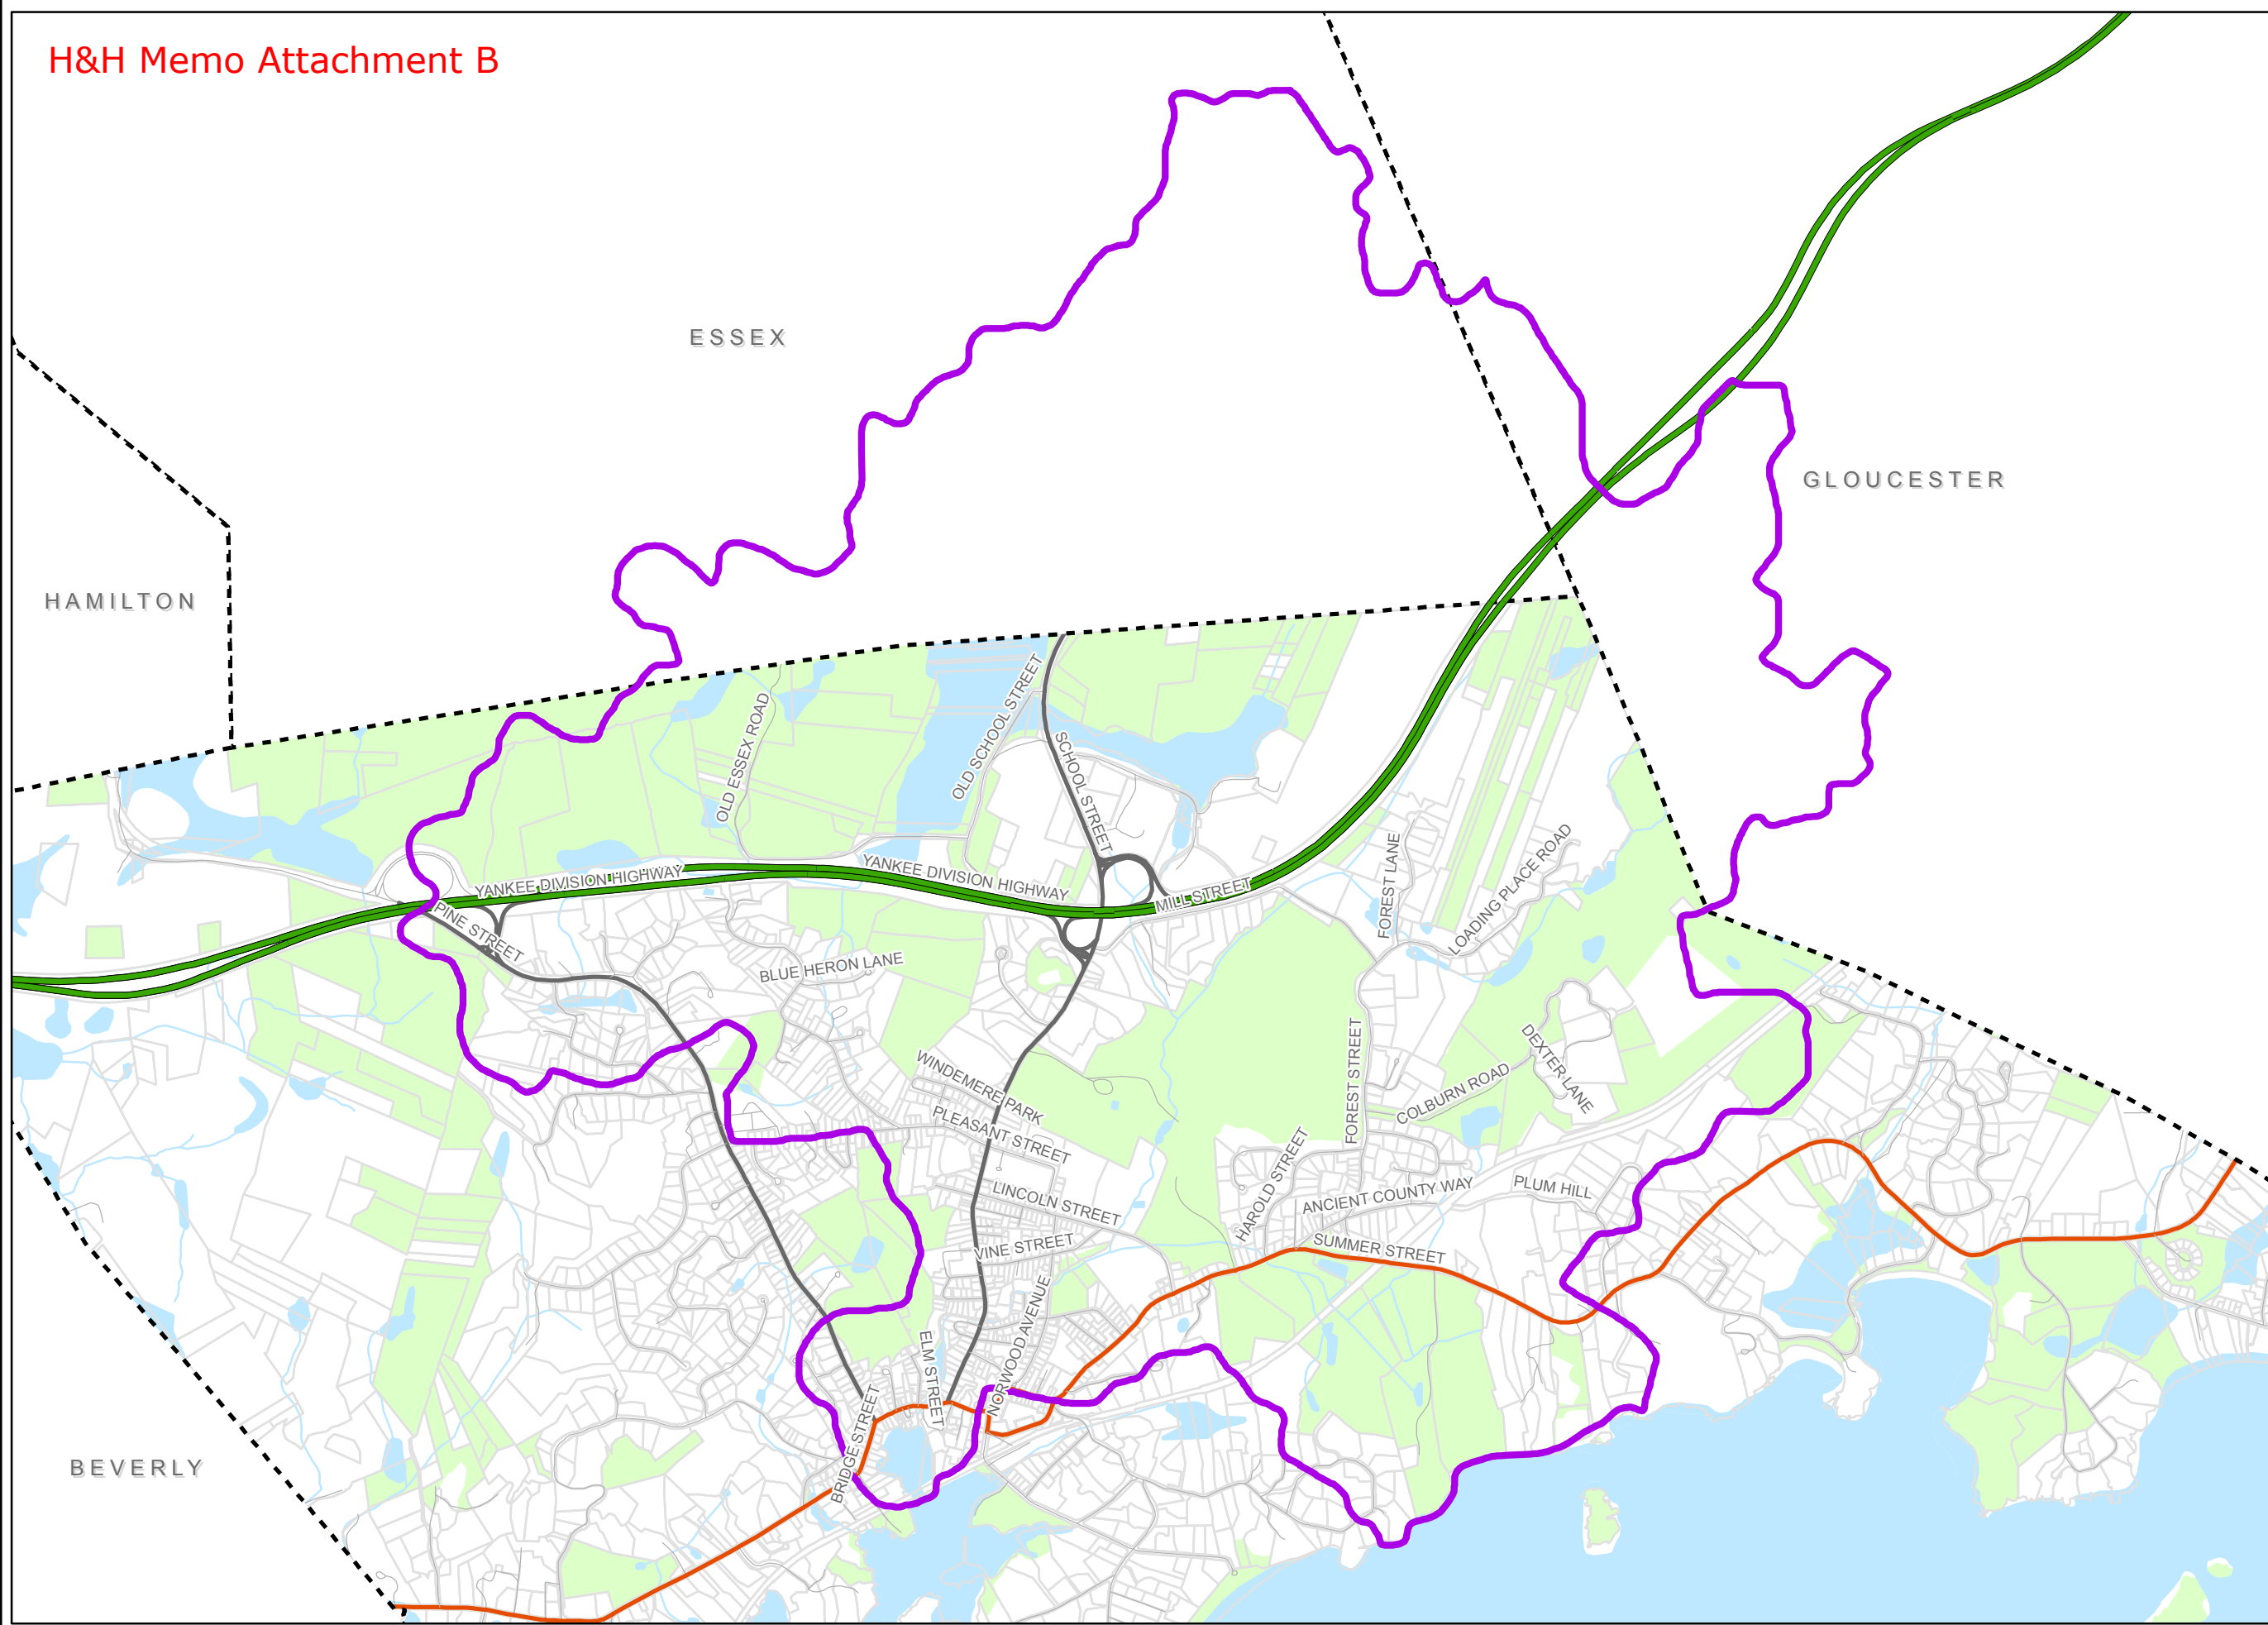 H&H Memo Attachment B
ESSEX
GLOUCESTER
HAMILTON
OLD SCHOOL STREET
OLD ESSEX ROAD
SCHOOL STREET
YANKEE DIVISION HIGHWAY
YANKEE DIVISION HIGHWAY
MILL STREET
FOREST LANE
LOADING PLACE ROAD
PINE STREET
BLUE HERON LANE
WINDEMERE PARK
PLEASANT STREET
FOREST STREET
COLBURN ROAD
DEXTER LANE
HAROLD STREET
LINCOLN STREET
ANCIENT COUNTY WAY
PLUM HILL
VINE STREET
SUMMER STREET
NORWOOD AVENUE
ELM STREET
BRIDGE STREET
BEVERLY